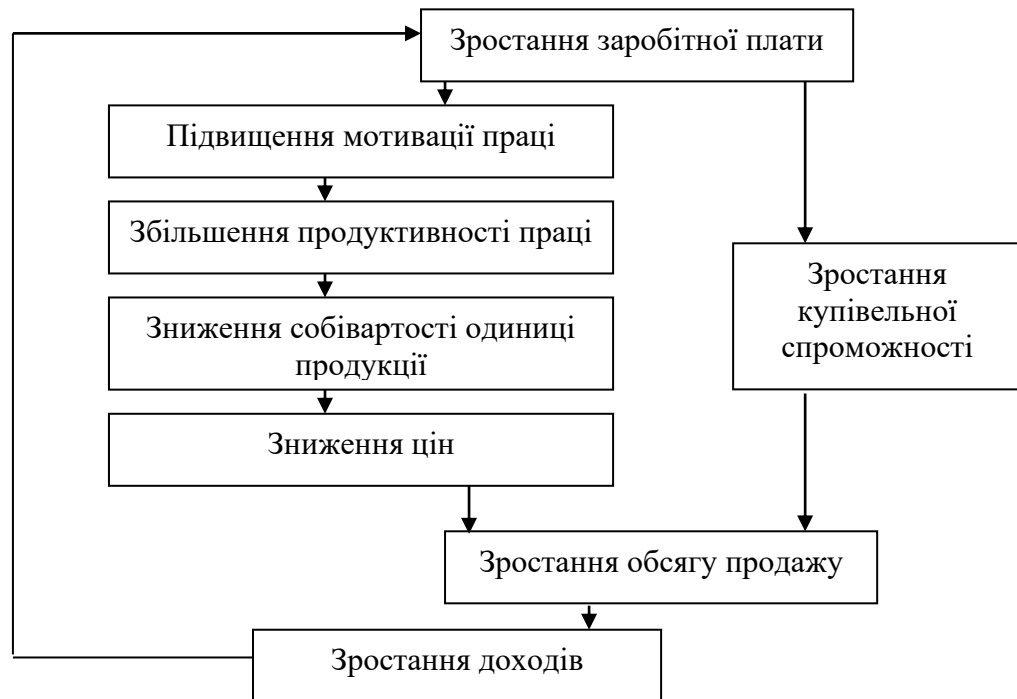 Зростання заробітної плати
Підвищення мотивації праці
Збільшення продуктивності праці
Зростання
купівельної
спроможності
Зниження собівартості одиниці
продукції
Зниження цін
Зростання обсягу продажу
Зростання доходів